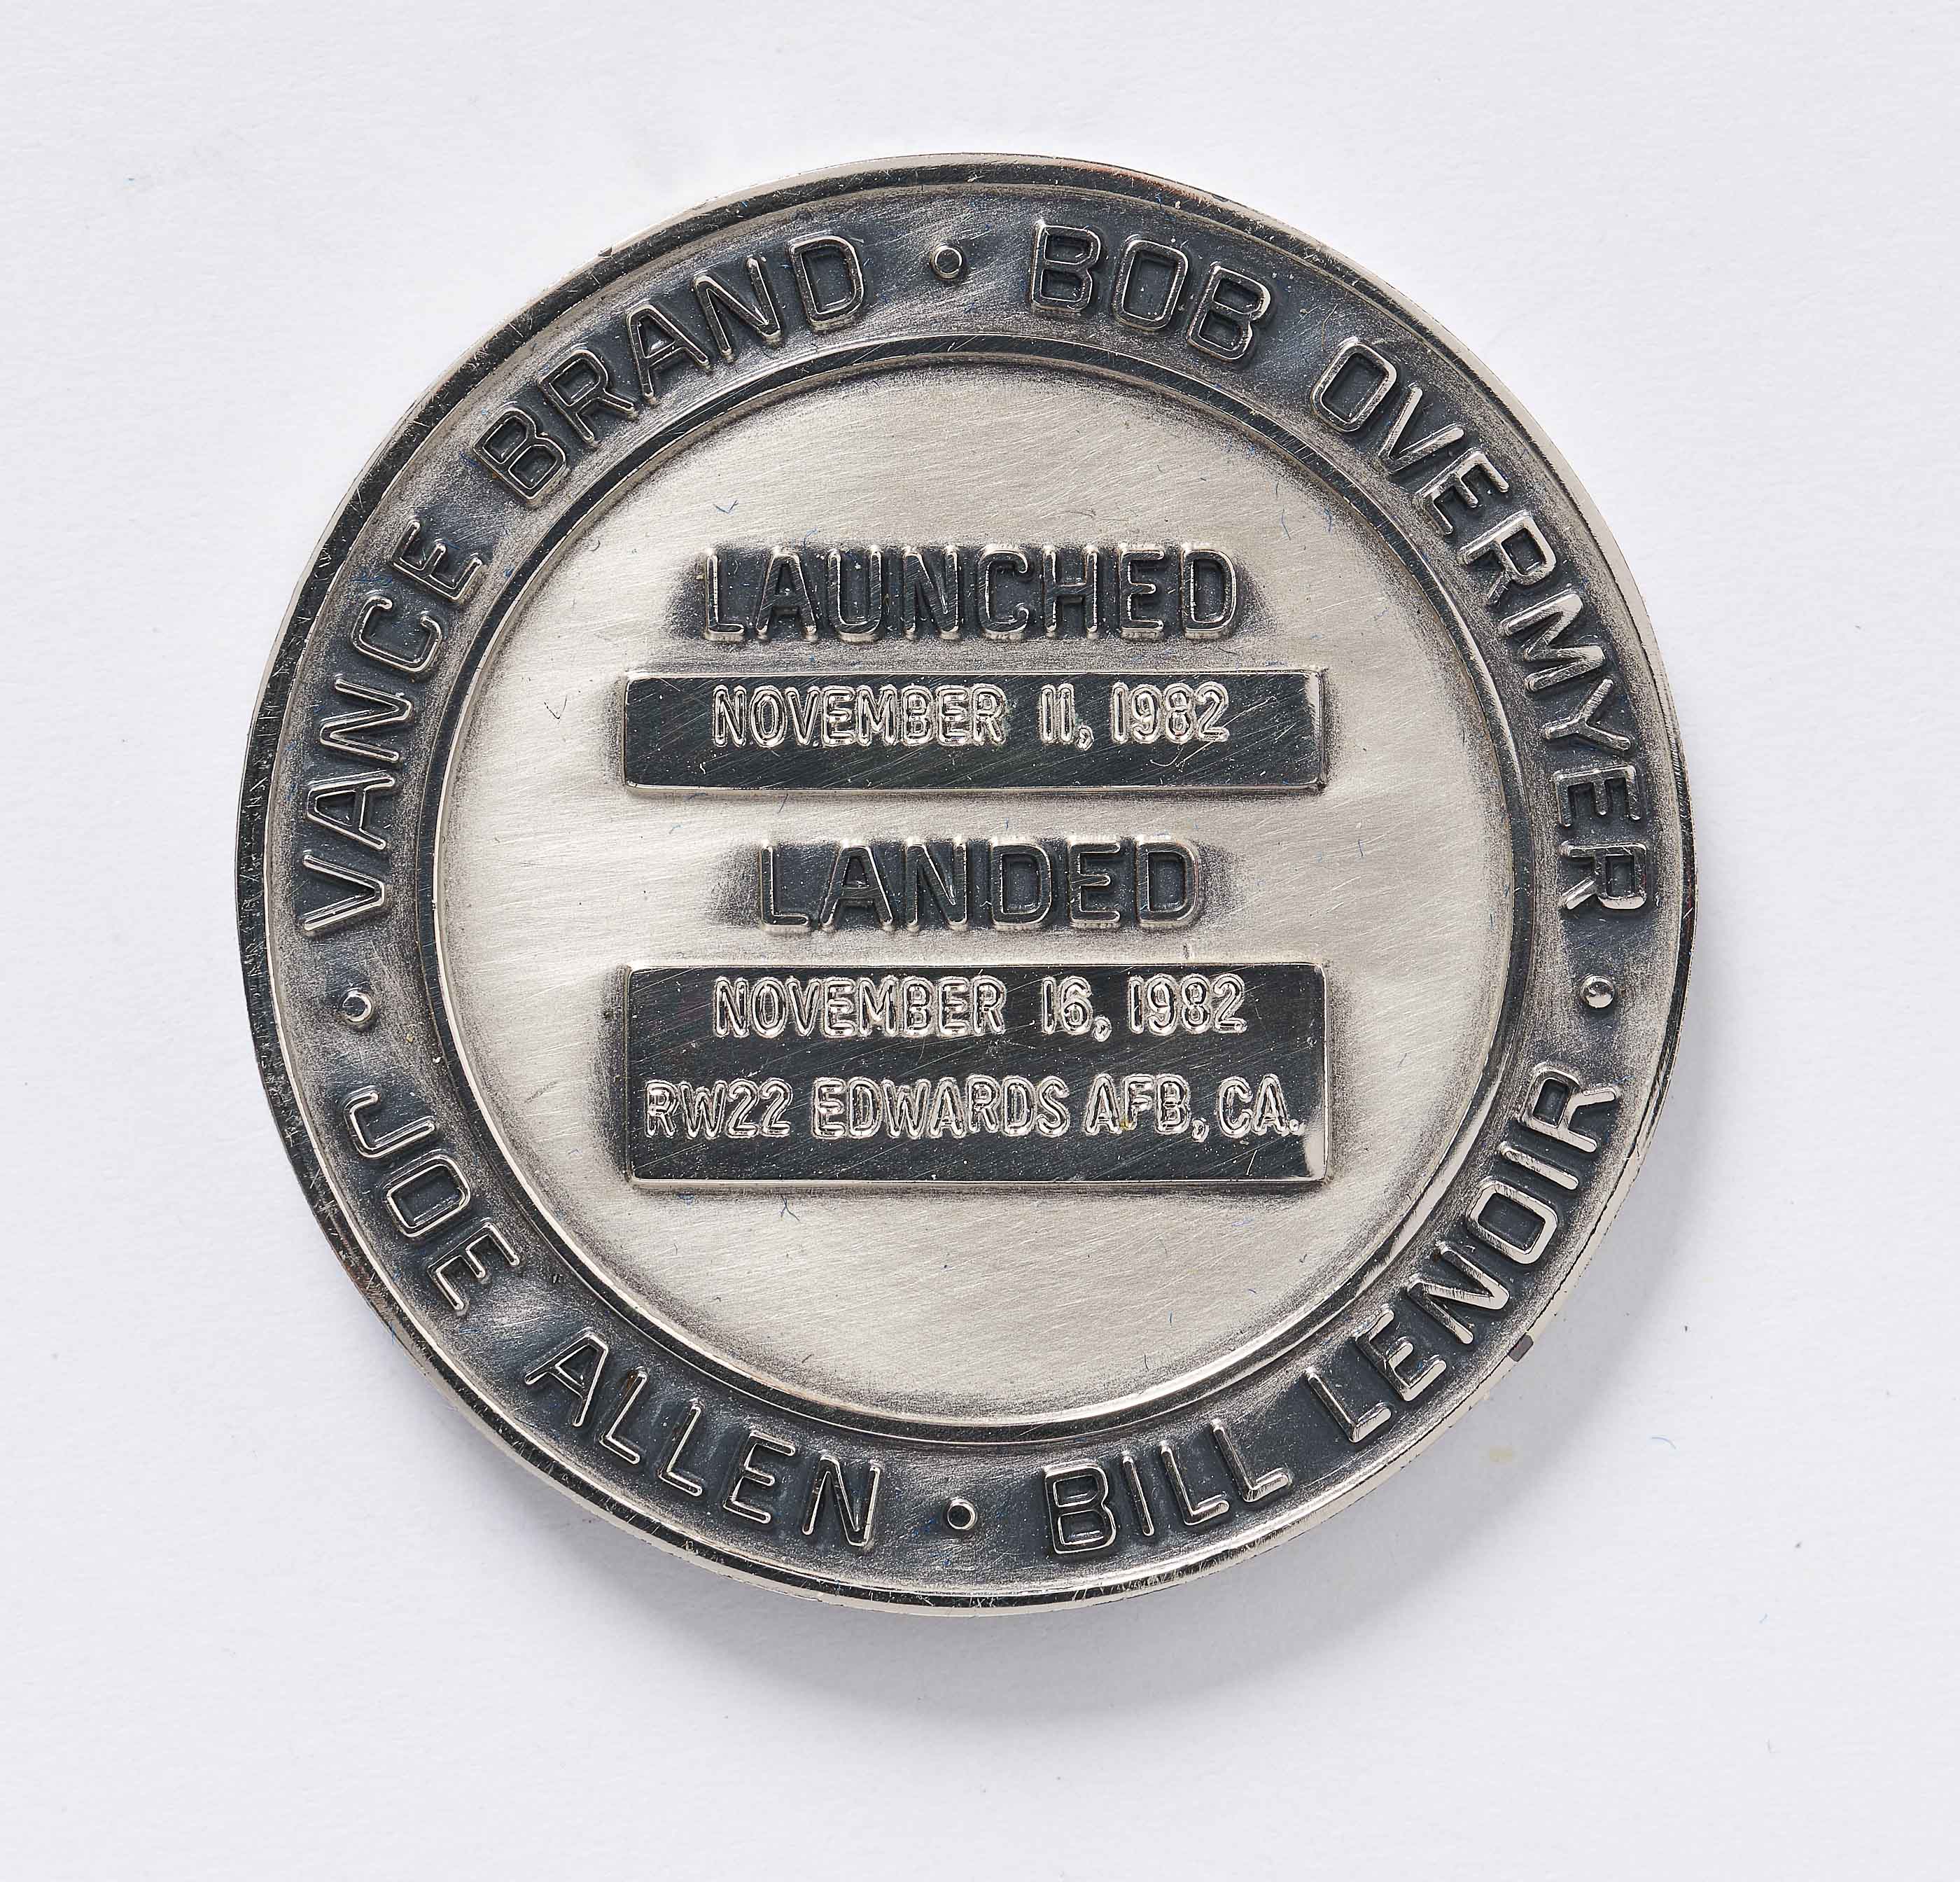 VANCE BRAND • BOB OVERMYER • BILL LENOIR • JOE ALLEN •
LAUNCHED
NOVEMBER 11, 1982
LANDED
NOVEMBER 16, 1982
RW22 EDWARDS AFB, CA.